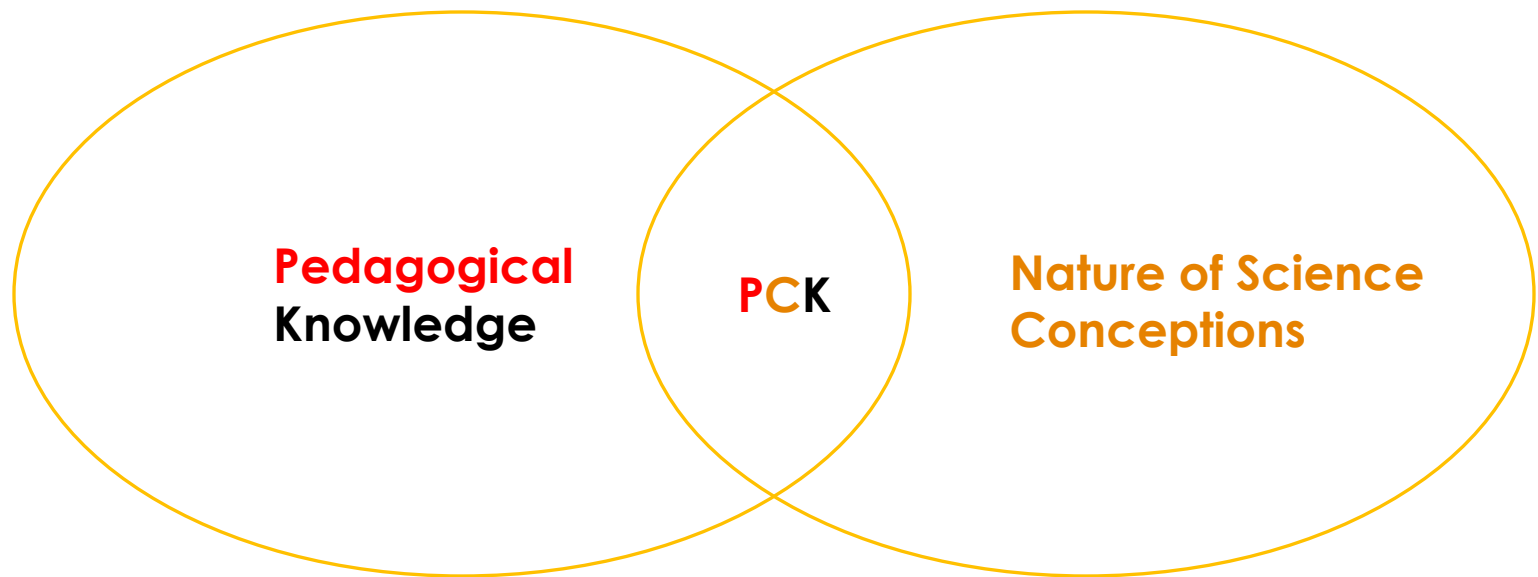 Pedagogical
Knowledge
PCK
Nature of Science
Conceptions